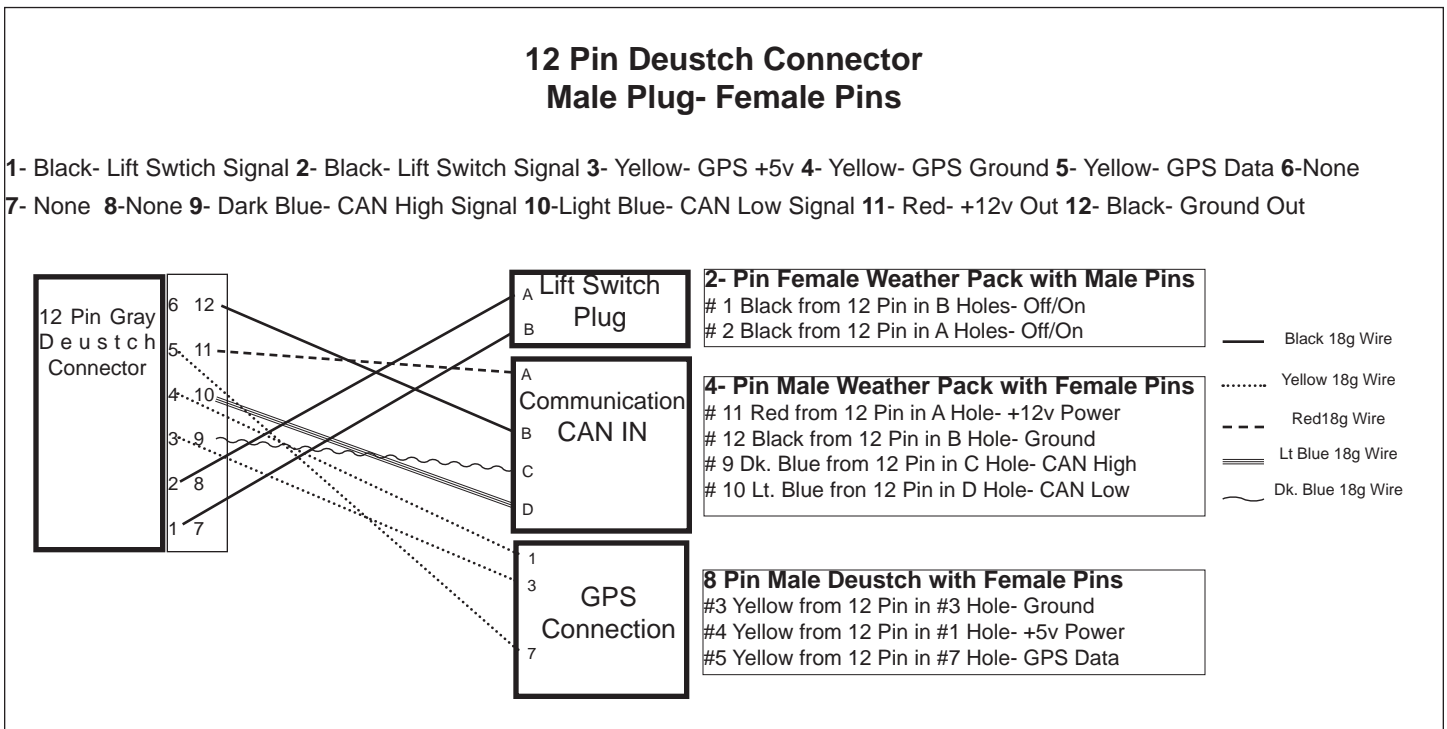 12 Pin Deustch Connector
Male Plug- Female Pins
1- Black- Lift Swtich Signal 2- Black- Lift Switch Signal 3- Yellow- GPS +5v 4- Yellow- GPS Ground 5- Yellow- GPS Data 6-None
7- None 8-None 9- Dark Blue- CAN High Signal 10-Light Blue- CAN Low Signal 11- Red- +12v Out 12- Black- Ground Out
12 Pin Gray
Deustch
Connector
6 12
5 11
4 10
3 9
2 8
1 7
A
B
Lift Switch
Plug
A
B
C
D
Communication
CAN IN
1
3
7
GPS
Connection
2- Pin Female Weather Pack with Male Pins
# 1 Black from 12 Pin in B Holes- Off/On
# 2 Black from 12 Pin in A Holes- Off/On
4- Pin Male Weather Pack with Female Pins
# 11 Red from 12 Pin in A Hole- +12v Power
# 12 Black from 12 Pin in B Hole- Ground
# 9 Dk. Blue from 12 Pin in C Hole- CAN High
# 10 Lt. Blue fron 12 Pin in D Hole- CAN Low
8 Pin Male Deustch with Female Pins
#3 Yellow from 12 Pin in #3 Hole- Ground
#4 Yellow from 12 Pin in #1 Hole- +5v Power
#5 Yellow from 12 Pin in #7 Hole- GPS Data
Black 18g Wire
Yellow 18g Wire
Red18g Wire
Lt Blue 18g Wire
Dk. Blue 18g Wire